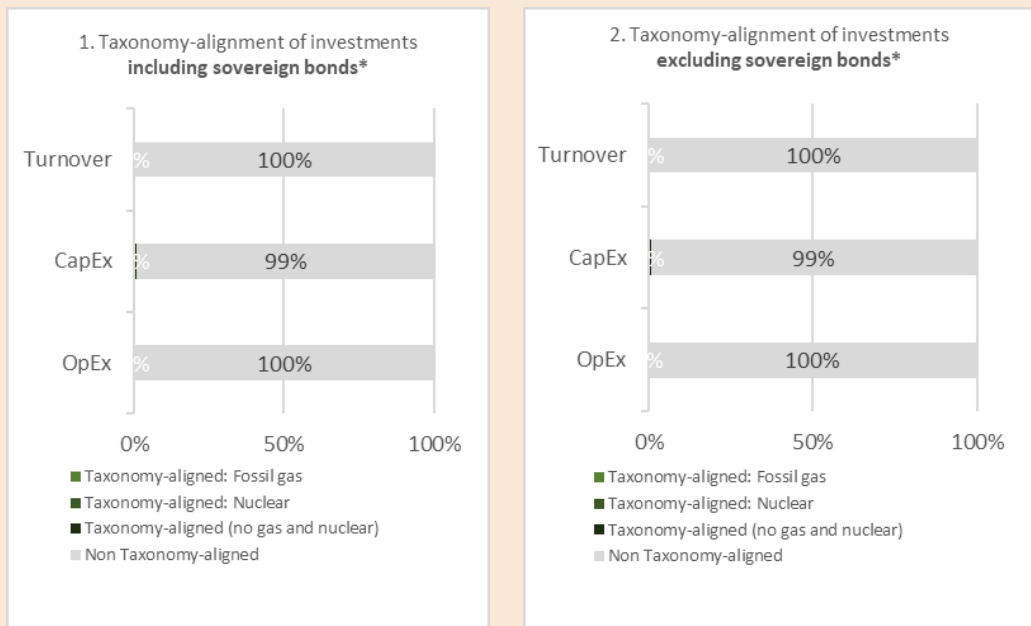 1. Taxonomy-alignment of investments
including sovereign bonds*
Turnover
% 100%
CapEx
% 99%
OpEx
% 100%
0% 50% 100%
Taxonomy-aligned: Fossil gas
Taxonomy-aligned: Nuclear
Taxonomy-aligned (no gas and nuclear)
Non Taxonomy-aligned
2. Taxonomy-alignment of investments
excluding sovereign bonds*
Turnover
% 100%
CapEx
% 99%
OpEx
% 100%
0% 50% 100%
Taxonomy-aligned: Fossil gas
Taxonomy-aligned: Nuclear
Taxonomy-aligned (no gas and nuclear)
Non Taxonomy-aligned